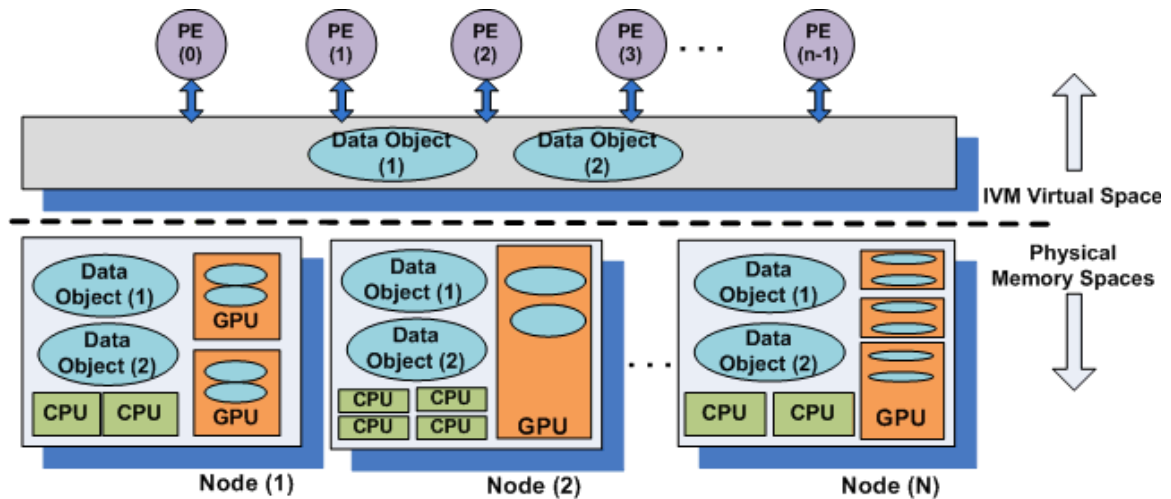 PE
(0)
PE
(1)
PE
(2)
PE
(3)
. . .
PE
(n-1)
Data Object
(1)
Data Object
(2)
IVM Virtual Space
Physical
Memory Spaces
Data
Object (1)
Data
Object (2)
GPU
GPU
CPU
CPU
Node (1)
Data
Object (1)
Data
Object (2)
CPU
CPU
CPU
CPU
GPU
Node (2)
. . .
Data
Object (1)
Data
Object (2)
CPU
CPU
GPU
Node (N)